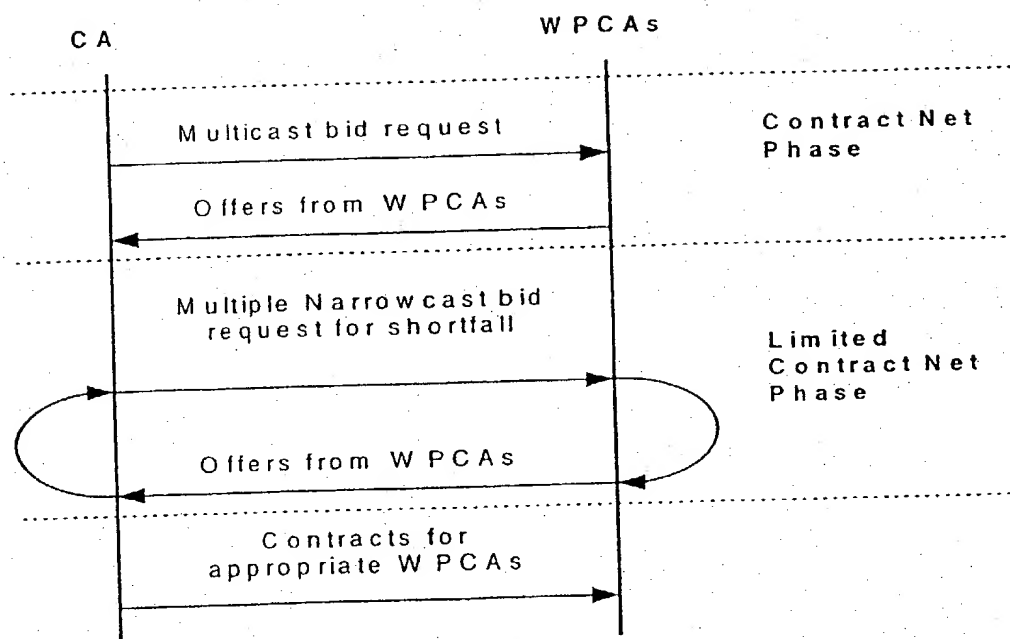 CA
WPCAs
Multicast bid request
Contract Net
Phase
Offers from WPCAs
Multiple Narrowcast bid
request for shortfall
Limited
Contract Net
Phase
Offers from WPCAs
Contracts for
appropriate WPCAs